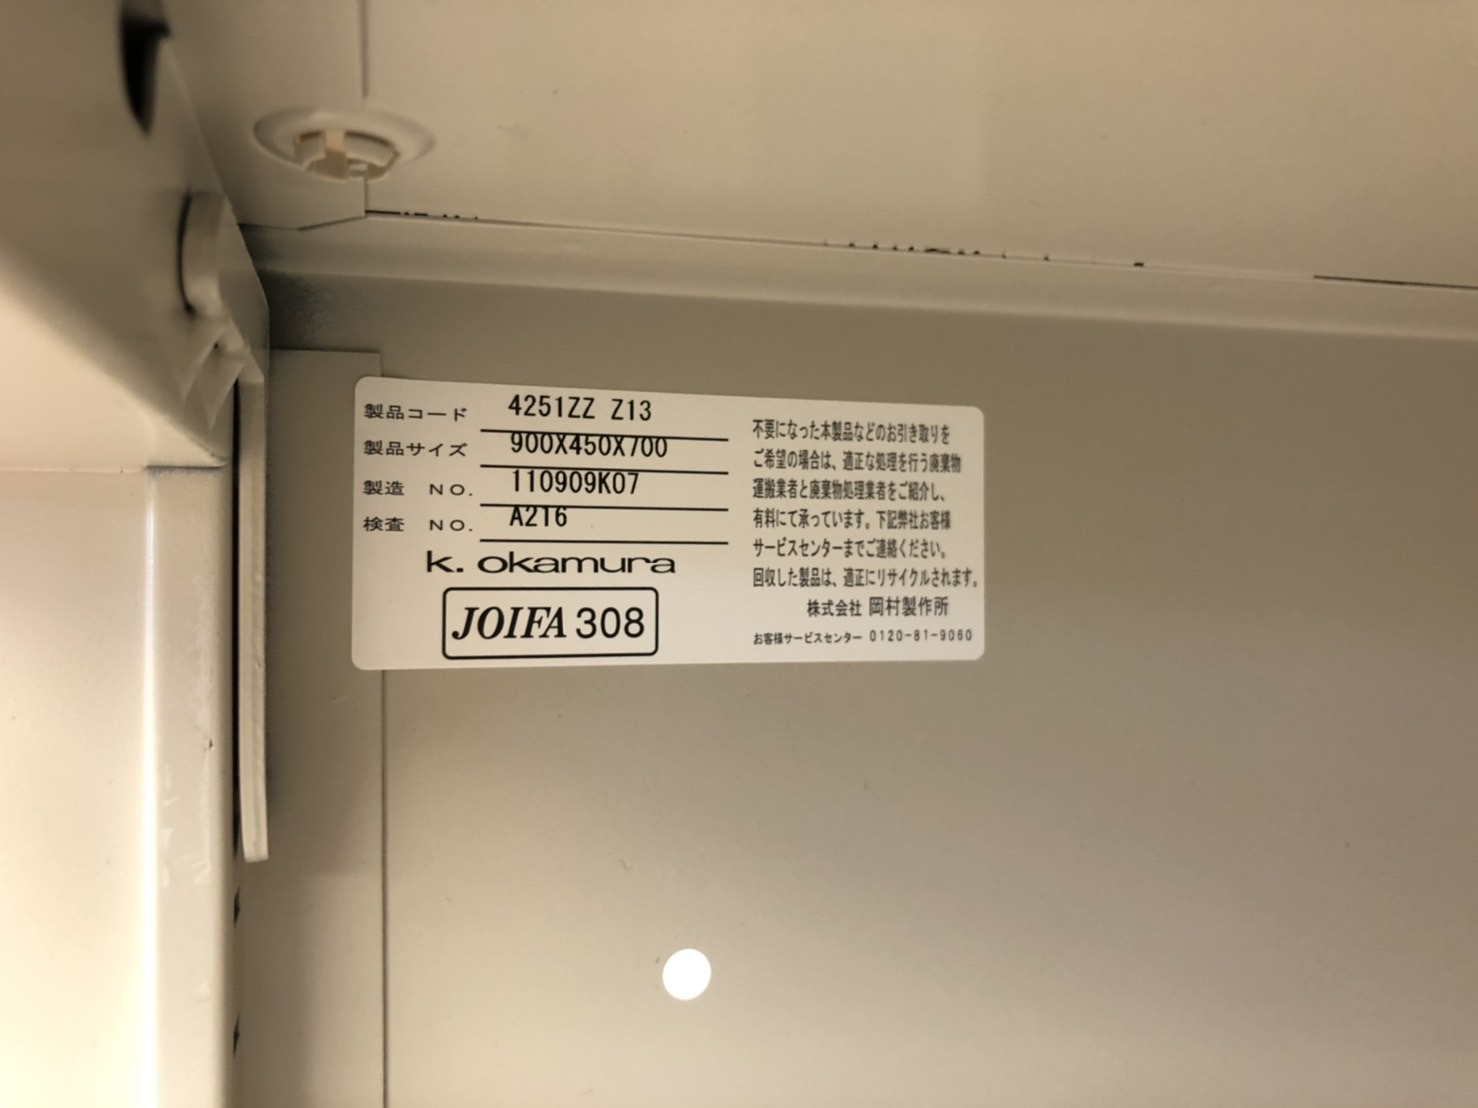 製品コード 4251ZZ Z13
製品サイズ 900X450X700
製造 NO. 110909K07
検査 NO. A216
k. okamura
JOIFA 308
不要になった本製品などのお引き取りを
ご希望の場合は、適正な処理を行う廃棄物
運搬業者と廃棄物処理業者をご紹介し、
有料にて承っています。下記弊社お客様
サービスセンターまでご連絡ください。
回収した製品は、適正にリサイクルされます。
株式会社 岡村製作所
お客様サービスセンター 0120-81-9060